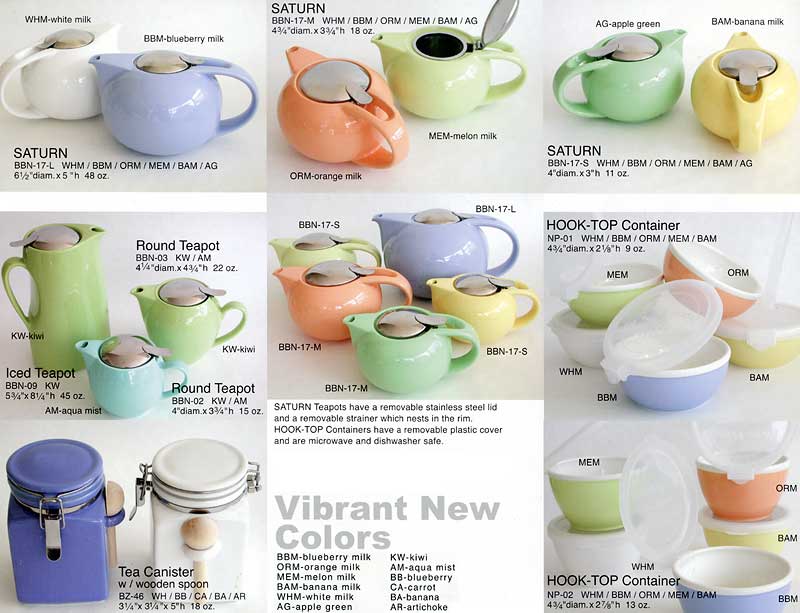 WHM-white milk
BBM-blueberry milk
SATURN
BBN-17-L WHM / BBM / ORM / MEM / BAM / AG
6½"diam. x 5 "h 48 oz.
SATURN
BBN-17-M WHM / BBM / ORM / MEM / BAM / AG
4¾"diam. x 3¾"h 18 oz.
MEM-melon milk
ORM-orange milk
AG-apple green
BAM-banana milk
SATURN
BBN-17-S WHM / BBM / ORM / MEM / BAM / AG
4"diam. x 3"h 11 oz.
Round Teapot
BBN-03 KW / AM
4¼"diam. x 4¾"h 22 oz.
KW-kiwi
KW-kiwi
Iced Teapot
BBN-09 KW
5¾"x 8¼"h 45 oz.
AM-aqua mist
Round Teapot
BBN-02 KW / AM
4"diam. x 3¾"h 15 oz.
BBN-17-L
BBN-17-S
BBN-17-M
BBN-17-S
BBN-17-M
SATURN Teapots have a removable stainless steel lid
and a removable strainer which nests in the rim.
HOOK-TOP Containers have a removable plastic cover
and are microwave and dishwasher safe.
HOOK-TOP Container
NP-01 WHM / BBM / ORM / MEM / BAM
4¾"diam. x 2⅛"h 9 oz.
MEM
ORM
WHM
BAM
BBM
Tea Canister
w / wooden spoon
BZ-46 WH / BB / CA / BA / AR
3¼"x 3¼"x 5"h 18 oz.
Vibrant New
Colors
BBM-blueberry milk
ORM-orange milk
MEM-melon milk
BAM-banana milk
WHM-white milk
AG-apple green
KW-kiwi
AM-aqua mist
BB-blueberry
CA-carrot
BA-banana
AR-artichoke
MEM
ORM
BAM
WHM
HOOK-TOP Container
NP-02 WHM / BBM / ORM / MEM / BAM
4¾"diam. x 2⅞"h 13 oz.
BBM